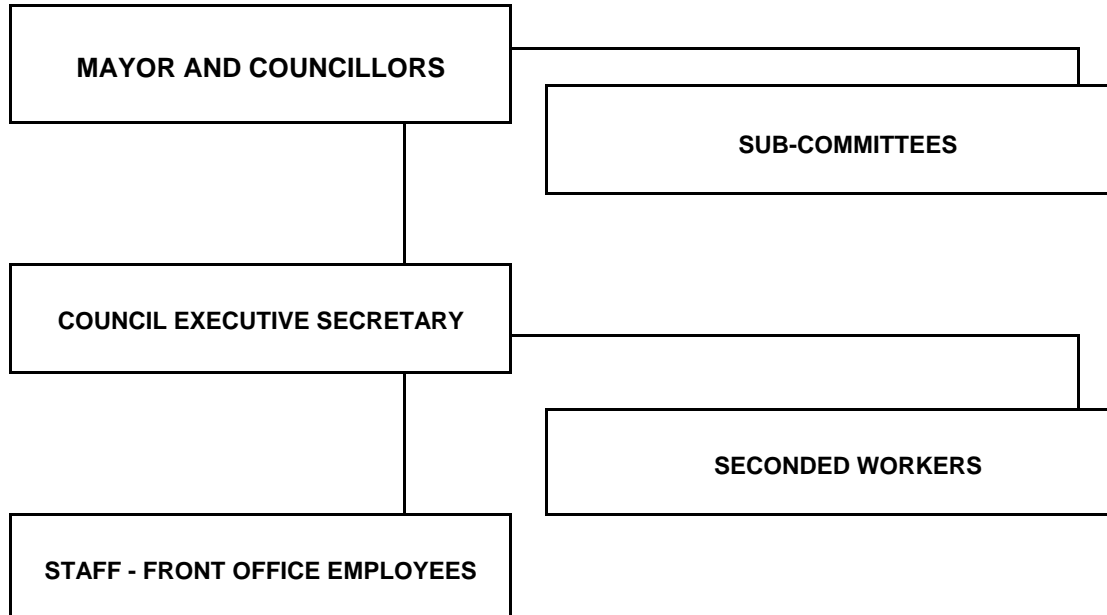 MAYOR AND COUNCILLORS
SUB-COMMITTEES
COUNCIL EXECUTIVE SECRETARY
SECONDED WORKERS
STAFF - FRONT OFFICE EMPLOYEES